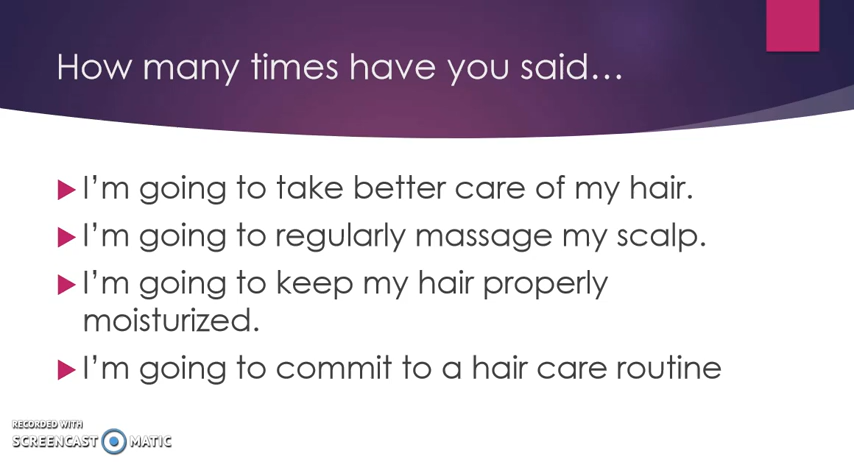 How many times have you said…
I'm going to take better care of my hair.
I'm going to regularly massage my scalp.
I'm going to keep my hair properly
moisturized.
I'm going to commit to a hair care routine
RECORDED WITH
SCREENCAST MATIC